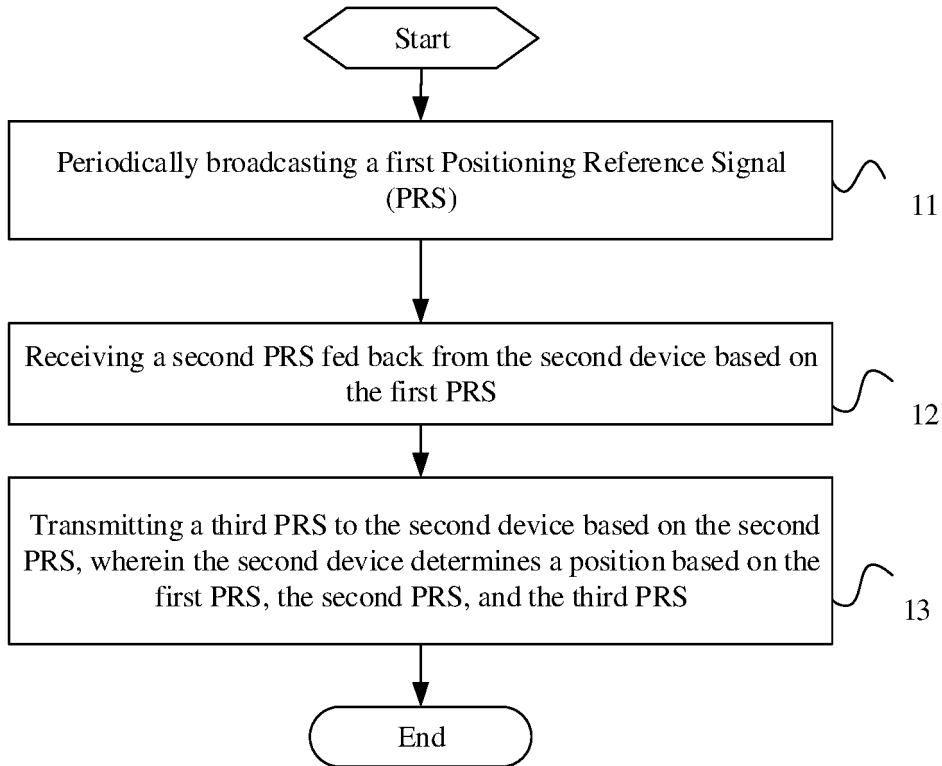 Start
Periodically broadcasting a first Positioning Reference Signal
(PRS)
11
Receiving a second PRS fed back from the second device based on
the first PRS
12
Transmitting a third PRS to the second device based on the second
PRS, wherein the second device determines a position based on the
first PRS, the second PRS, and the third PRS
13
End